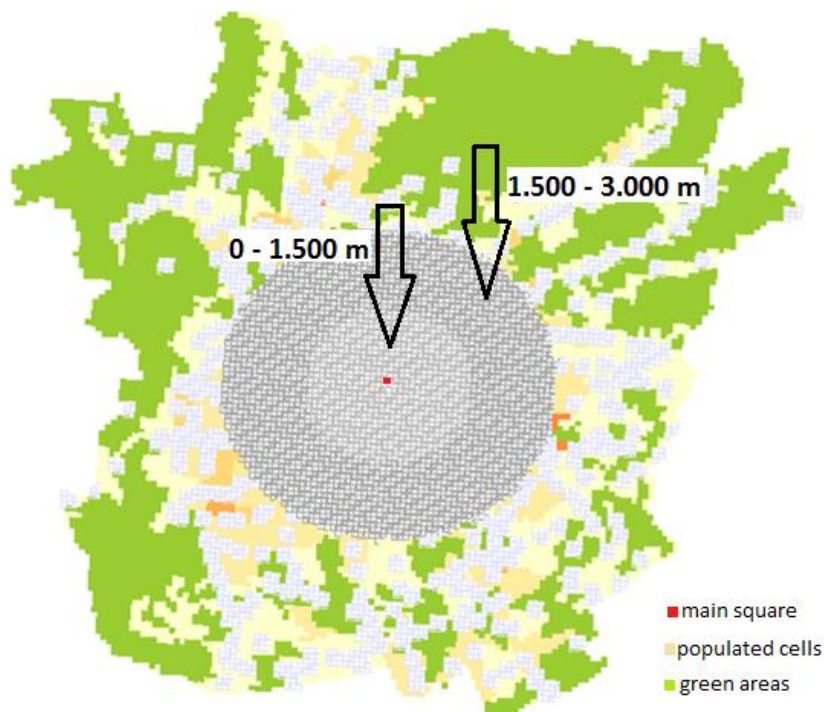 1.500 - 3.000 m
0 - 1.500 m
main square
populated cells
green areas